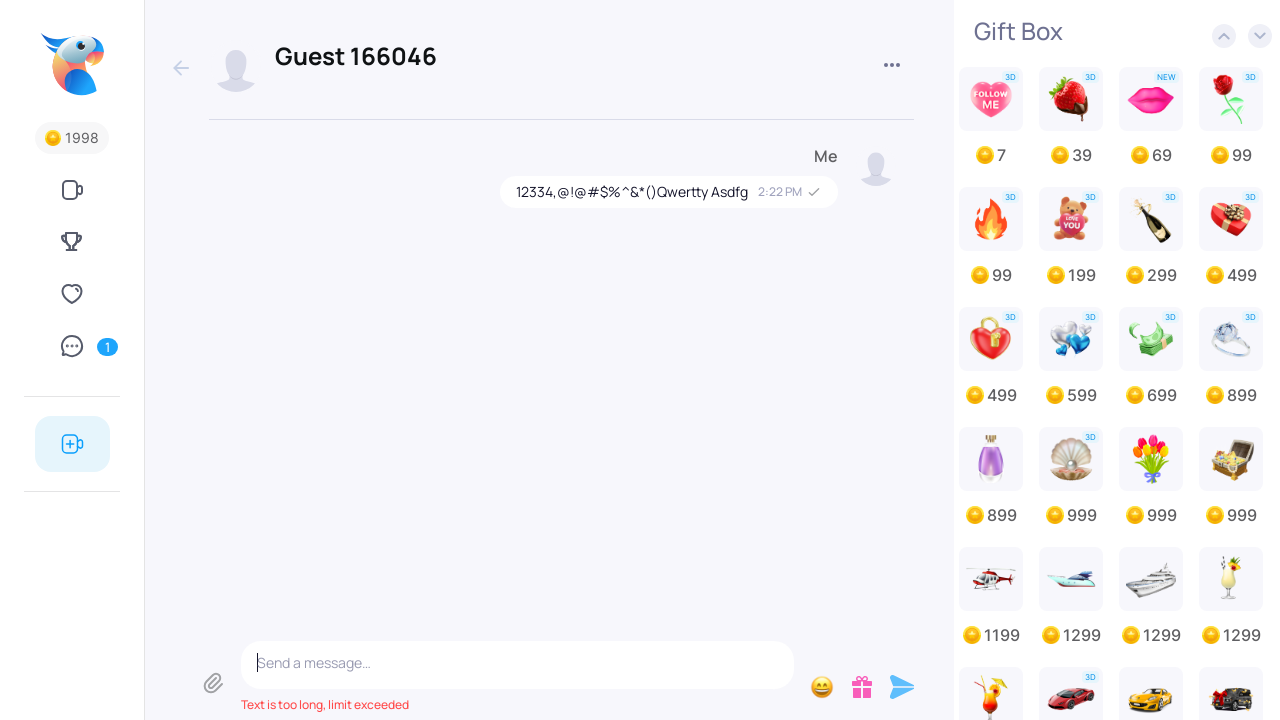 1998
1
Guest 166046
Me
12334,@!@#$%^&*()Qwertty Asdfg 2:22 PM
Send a message...
Text is too long, limit exceeded
Gift Box
3D 3D NEW 3D
FOLLOW ME
7 39 69 99
3D 3D 3D 3D
LOVE YOU
99 199 299 499
3D 3D 3D 3D
499 599 699 899
3D
899 999 999 999
1199 1299 1299 1299
3D